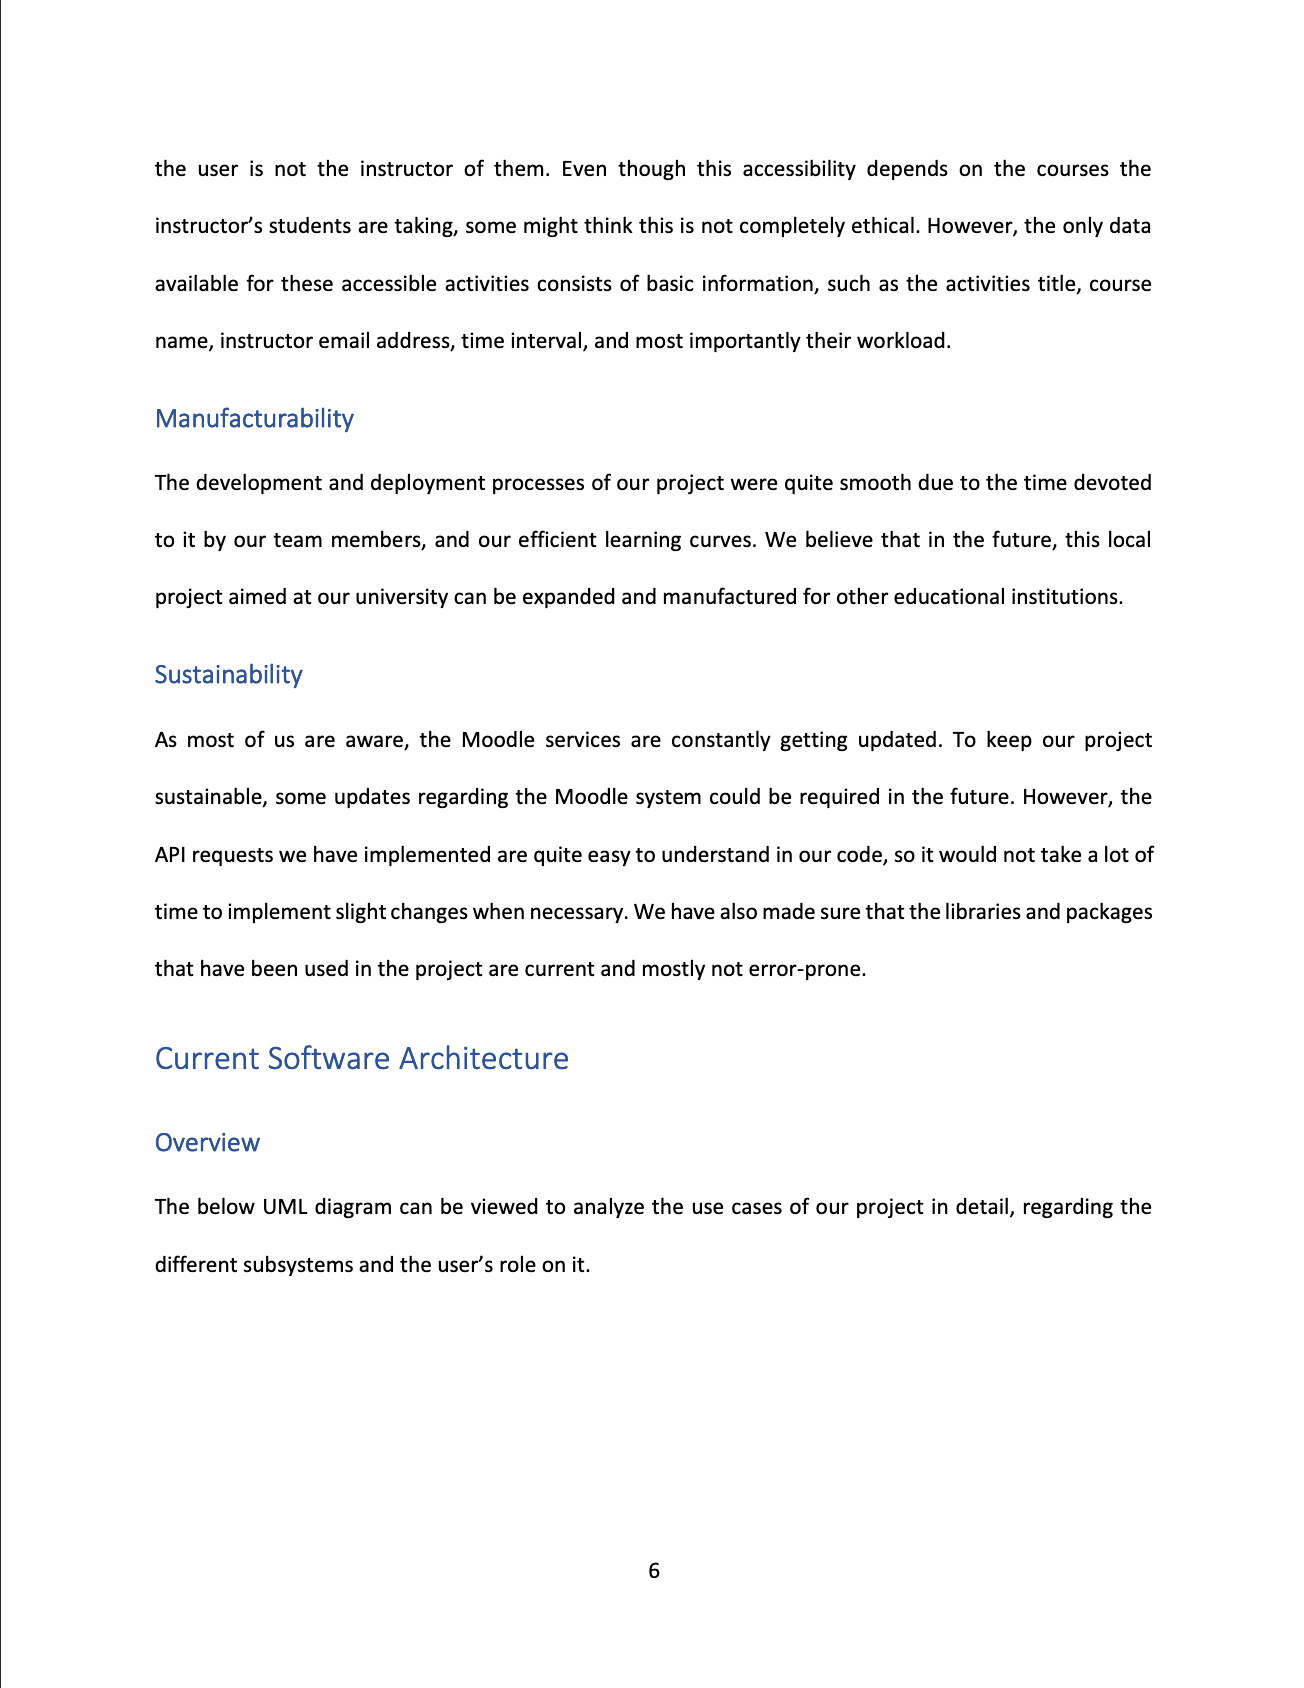 the user is not the instructor of them. Even though this accessibility depends on the courses the
instructor’s students are taking, some might think this is not completely ethical. However, the only data
available for these accessible activities consists of basic information, such as the activities title, course
name, instructor email address, time interval, and most importantly their workload.
Manufacturability
The development and deployment processes of our project were quite smooth due to the time devoted
to it by our team members, and our efficient learning curves. We believe that in the future, this local
project aimed at our university can be expanded and manufactured for other educational institutions.
Sustainability
As most of us are aware, the Moodle services are constantly getting updated. To keep our project
sustainable, some updates regarding the Moodle system could be required in the future. However, the
API requests we have implemented are quite easy to understand in our code, so it would not take a lot of
time to implement slight changes when necessary. We have also made sure that the libraries and packages
that have been used in the project are current and mostly not error-prone.
Current Software Architecture
Overview
The below UML diagram can be viewed to analyze the use cases of our project in detail, regarding the
different subsystems and the user’s role on it.
6